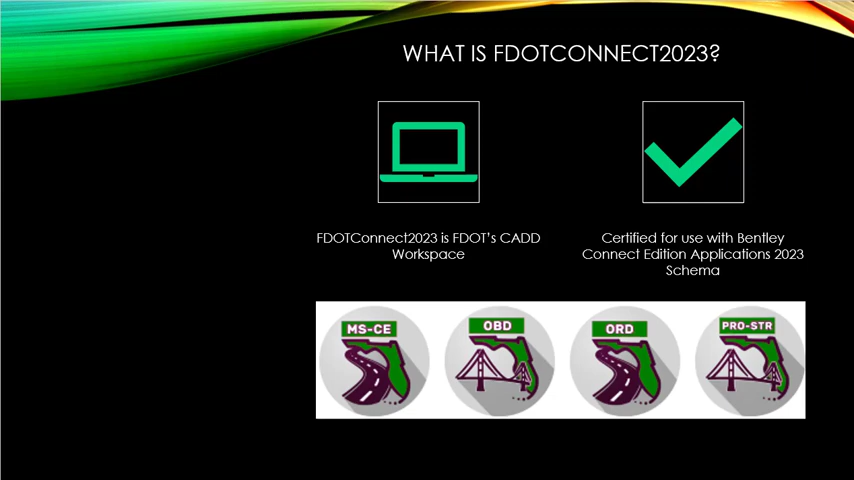 WHAT IS FDOTCONNECT2023?
FDOTConnect2023 is FDOT's CADD
Workspace
Certified for use with Bentley
Connect Edition Applications 2023
Schema
MS-CE
OBD
ORD
PRO-STR